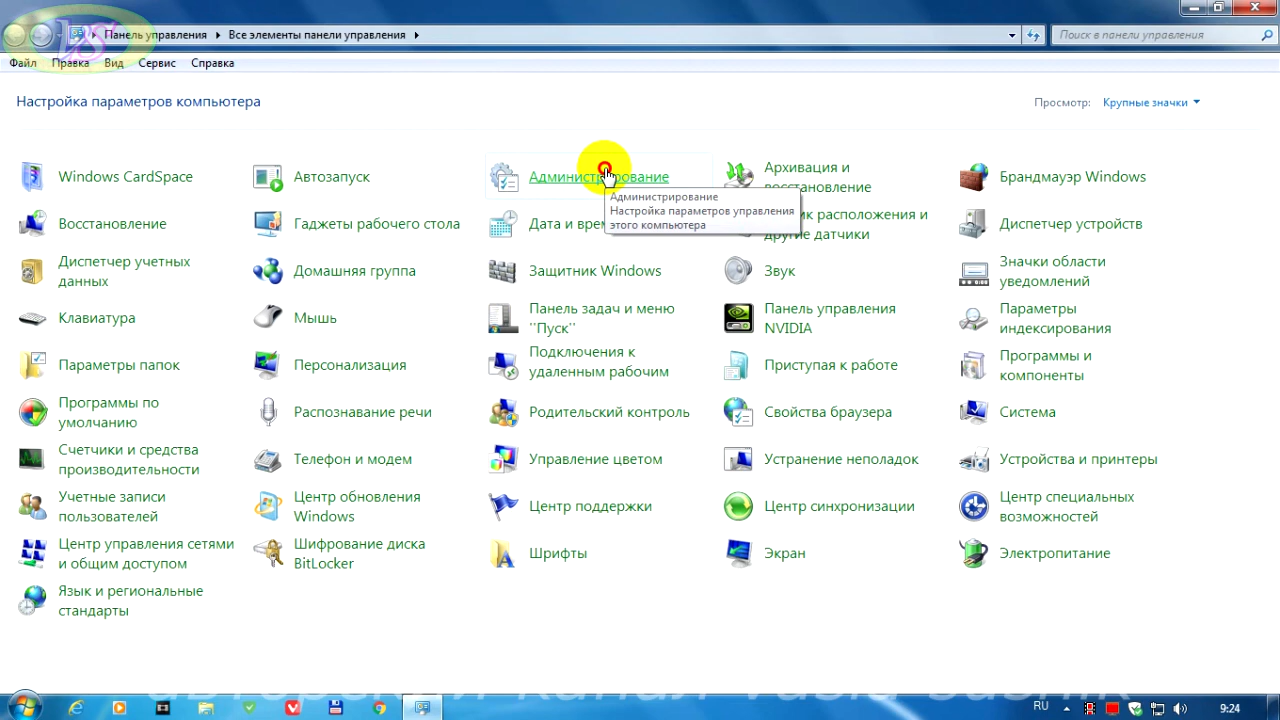 Панель управления
Все элементы панели управления
Поиск в панели управления
Файл Правка Вид Сервис Справка
Настройка параметров компьютера
Просмотр: Крупные значки
Windows CardSpace
Автозапуск
Администрирование
Архивация и
восстановление
Брандмауэр Windows
Администрирование
Настройка параметров управления
этого компьютера
Восстановление
Гаджеты рабочего стола
Дата и
расположения и
другие датчики
Диспетчер устройств
Диспетчер учетных
данных
Домашняя группа
Защитник Windows
Звук
Значки области
уведомлений
Клавиатура
Мышь
Панель задач и меню
''Пуск''
Панель управления
NVIDIA
Параметры
индексирования
Параметры папок
Персонализация
Подключения к
удаленным рабочим
Приступая к работе
Программы и
компоненты
Программы по
умолчанию
Распознавание речи
Родительский контроль
Свойства браузера
Система
Счетчики и средства
производительности
Телефон и модем
Управление цветом
Устранение неполадок
Устройства и принтеры
Учетные записи
пользователей
Центр обновления
Windows
Центр поддержки
Центр синхронизации
Центр специальных
возможностей
Центр управления сетями
и общим доступом
Шифрование диска
BitLocker
Шрифты
Экран
Электропитание
Язык и региональные
стандарты
RU
9:24